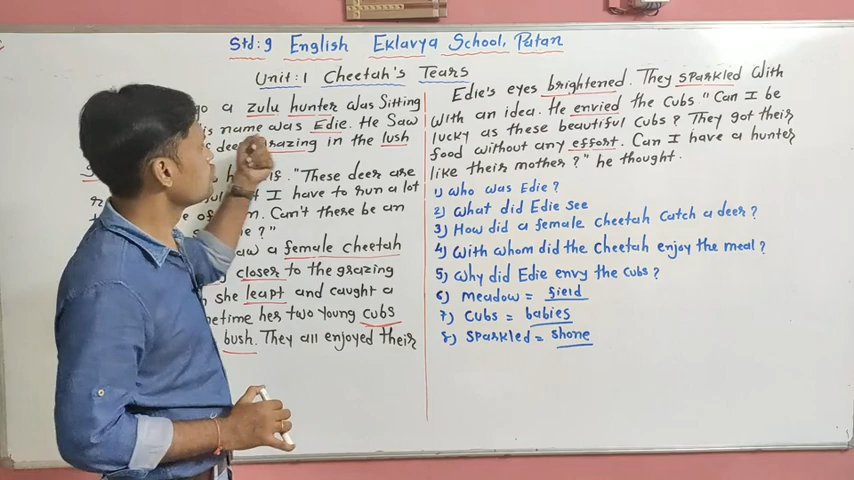 Std: 9 English Eklavya School, Patan
Unit: 1 Cheetah's Tears
go a zulu hunter was sitting
is name was Edie. He saw
deer grazing in the lush
"These deer are
I have to run a lot
Can't there be an
?"
saw a female cheetah
closer to the grazing
she leapt and caught a
her two young cubs
bush. They all enjoyed their
Edie's eyes brightened. They sparkled with
with an idea. He envied the cubs "Can I be
lucky as these beautiful cubs? They got their
food without any effort. Can I have a hunter
like their mother?" he thought.
1) Who was Edie?
2) What did Edie see
3) How did a female cheetah catch a deer?
4) With whom did the cheetah enjoy the meal?
5) Why did Edie envy the cubs?
6) Meadow = field
7) Cubs = babies
8) Sparkled = shone